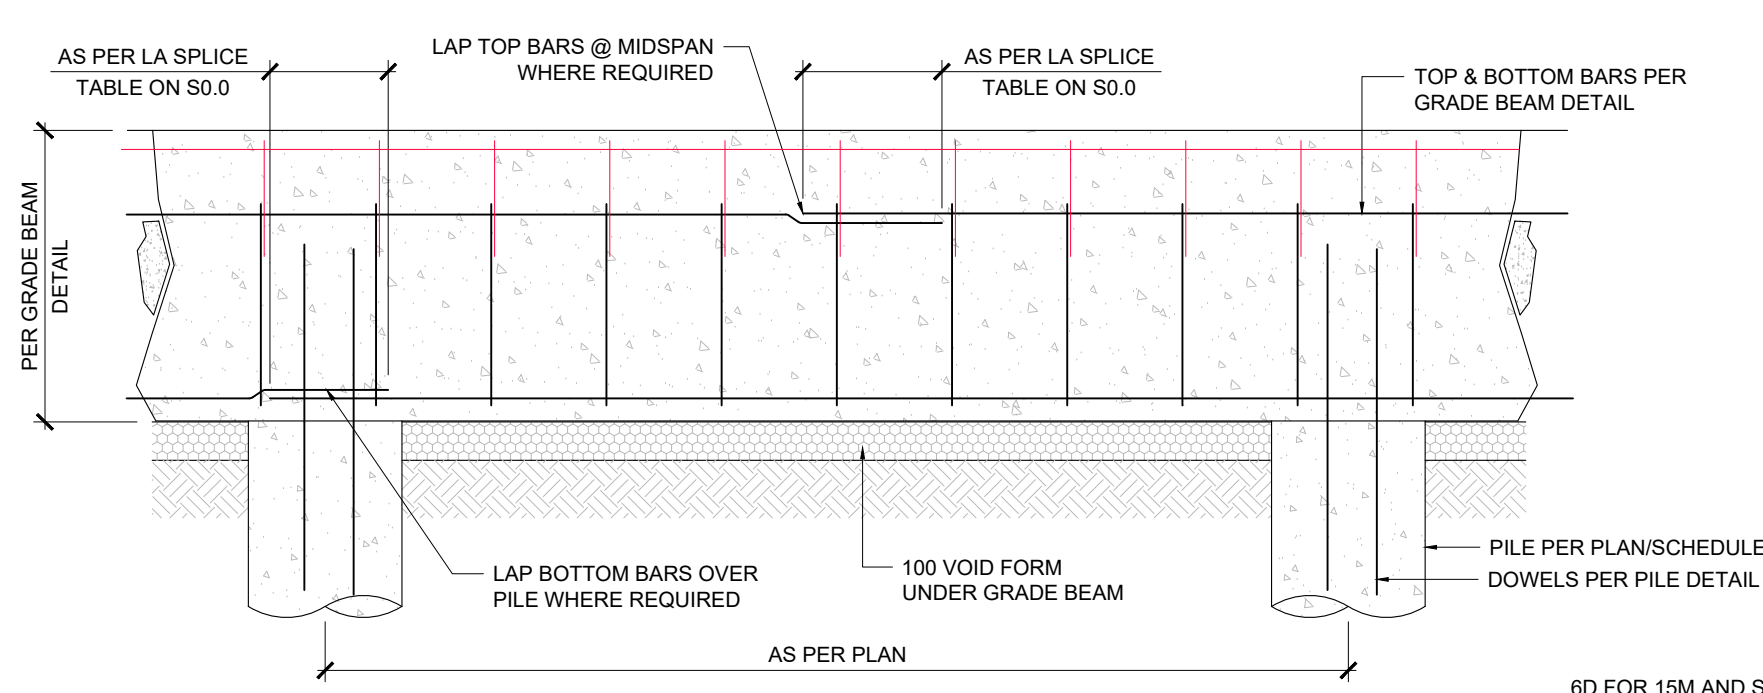 AS PER LA SPLICE
TABLE ON S0.0
LAP TOP BARS @ MIDSPAN
WHERE REQUIRED
AS PER LA SPLICE
TABLE ON S0.0
TOP & BOTTOM BARS PER
GRADE BEAM DETAIL
PER GRADE BEAM
DETAIL
LAP BOTTOM BARS OVER
PILE WHERE REQUIRED
100 VOID FORM
UNDER GRADE BEAM
PILE PER PLAN/SCHEDULE
DOWELS PER PILE DETAIL
AS PER PLAN
6D FOR 15M AND S